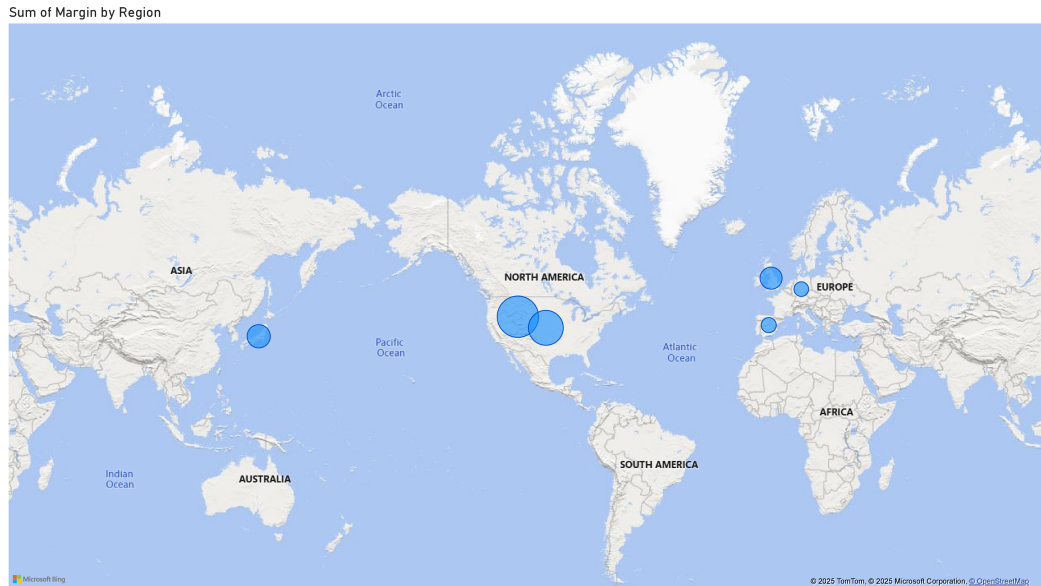 Sum of Margin by Region
Arctic
Ocean
ASIA
NORTH AMERICA
EUROPE
Pacific
Ocean
Atlantic
Ocean
AFRICA
SOUTH AMERICA
Indian
Ocean
AUSTRALIA
Microsoft Bing
© 2025 TomTom, © 2025 Microsoft Corporation, © OpenStreetMap